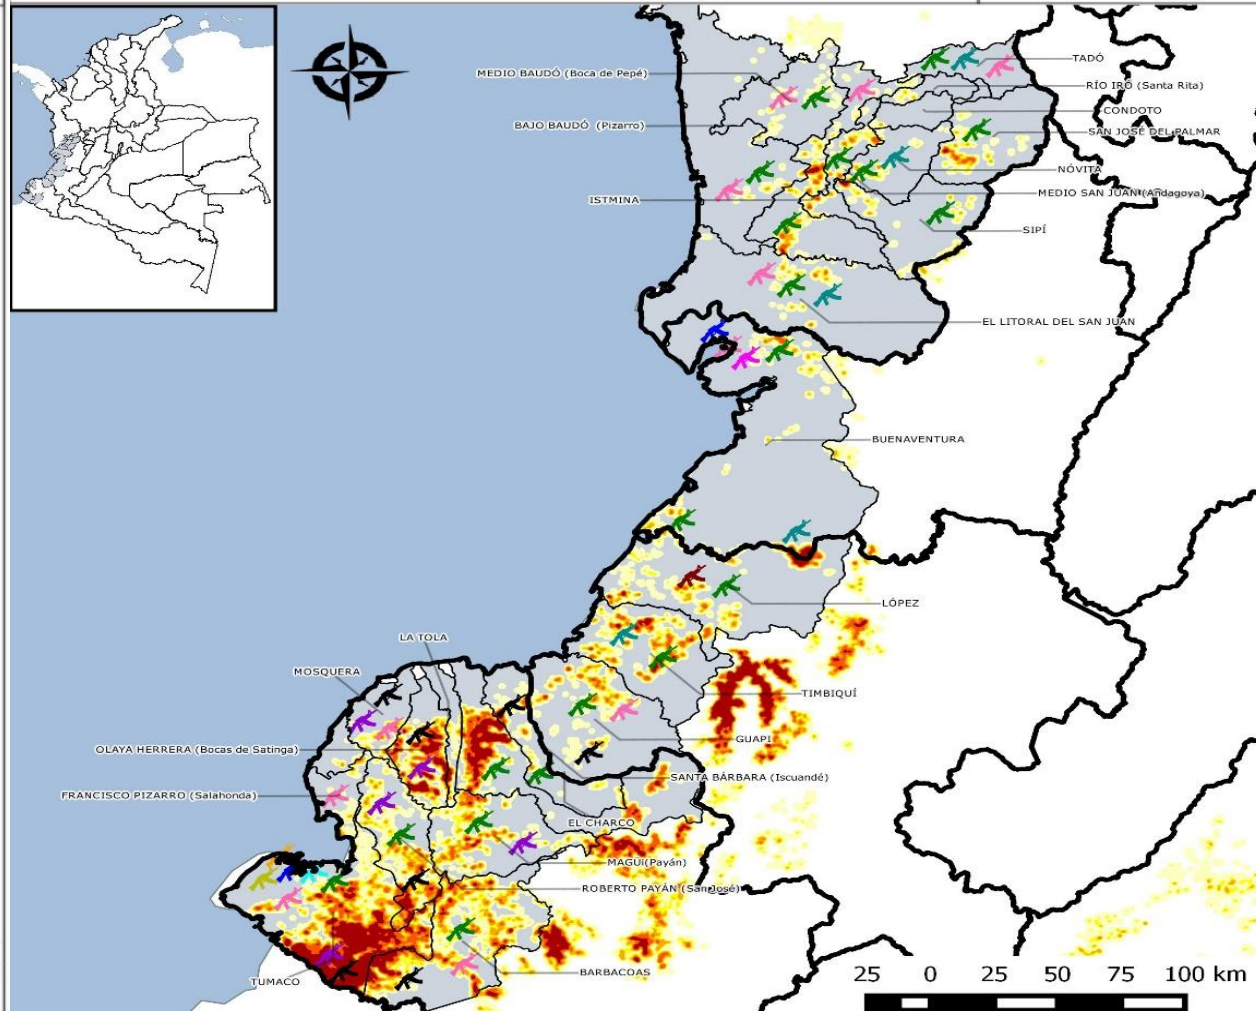 TADÓ
MEDIO BAUDÓ (Boca de Pepé)
RÍO IRÓ (Santa Rita)
CONDOTO
BAJO BAUDÓ (Pizarro)
SAN JOSÉ DEL PALMAR
NÓVITA
MEDIO SAN JUAN (Andagoya)
ISTMINA
SIPÍ
EL LITORAL DEL SAN JUAN
BUENAVENTURA
LÓPEZ
LA TOLA
MOSQUERA
TIMBIQUÍ
GUAPI
OLAYA HERRERA (Bocas de Satinga)
SANTA BÁRBARA (Iscuandé)
FRANCISCO PIZARRO (Salahonda)
EL CHARCO
MAGÜI(Payán)
ROBERTO PAYÁN (San José)
BARBACOAS
TUMACO
25 0 25 50 75 100 km